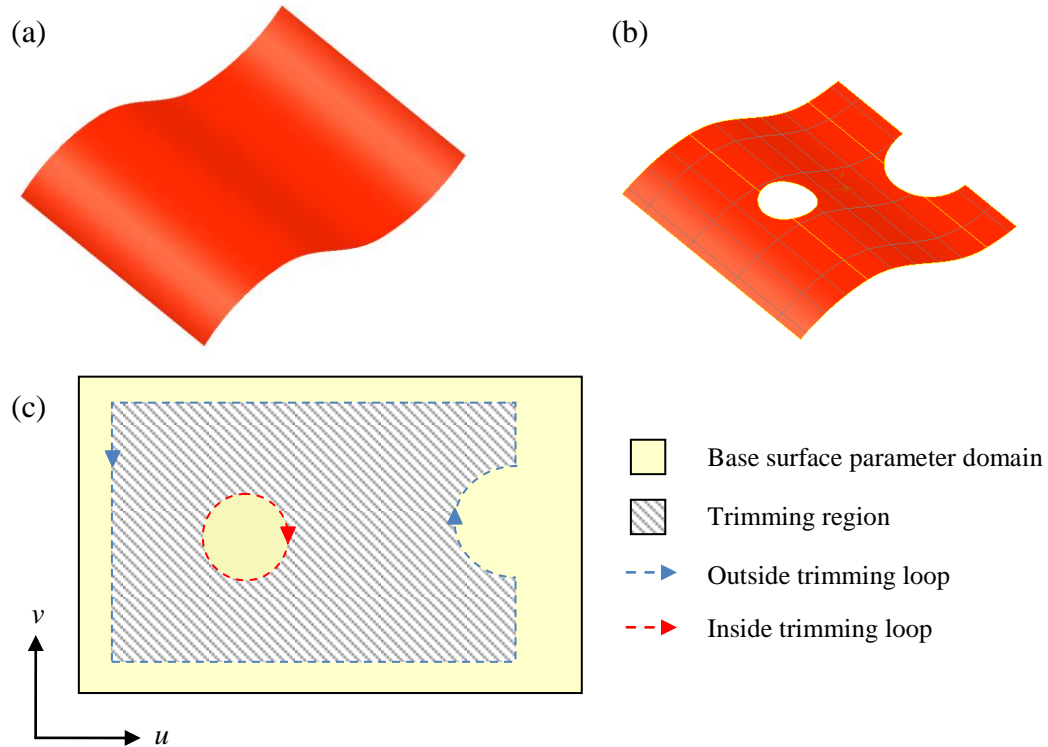 (a)
(b)
(c)
Base surface parameter domain
Trimming region
Outside trimming loop
Inside trimming loop
v
u